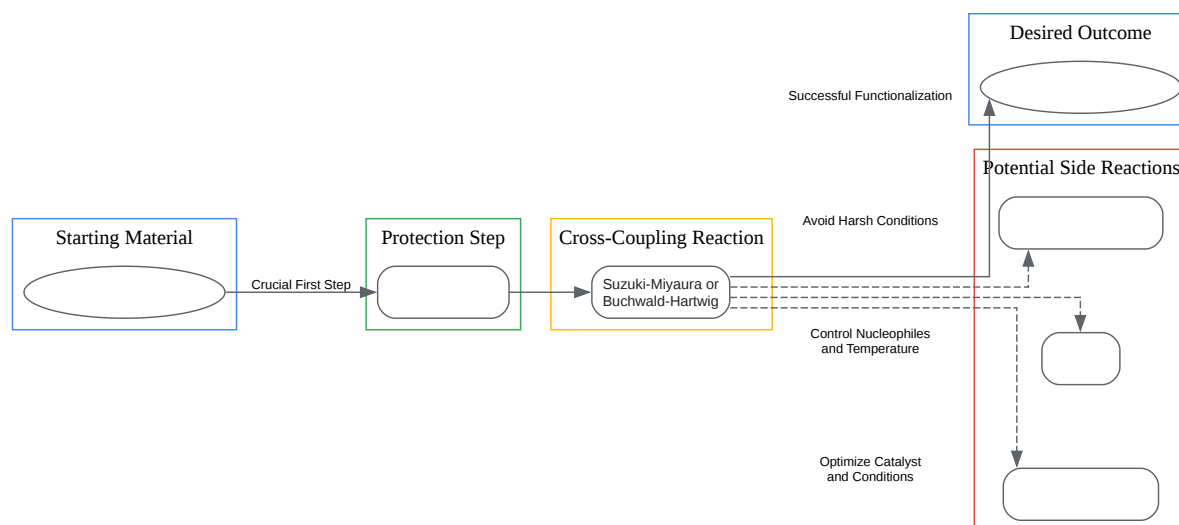 Desired Outcome
Successful Functionalization
Potential Side Reactions
Avoid Harsh Conditions
Starting Material
Protection Step
Cross-Coupling Reaction
Crucial First Step
Suzuki-Miyaura or
Buchwald-Hartwig
Control Nucleophiles
and Temperature
Optimize Catalyst
and Conditions